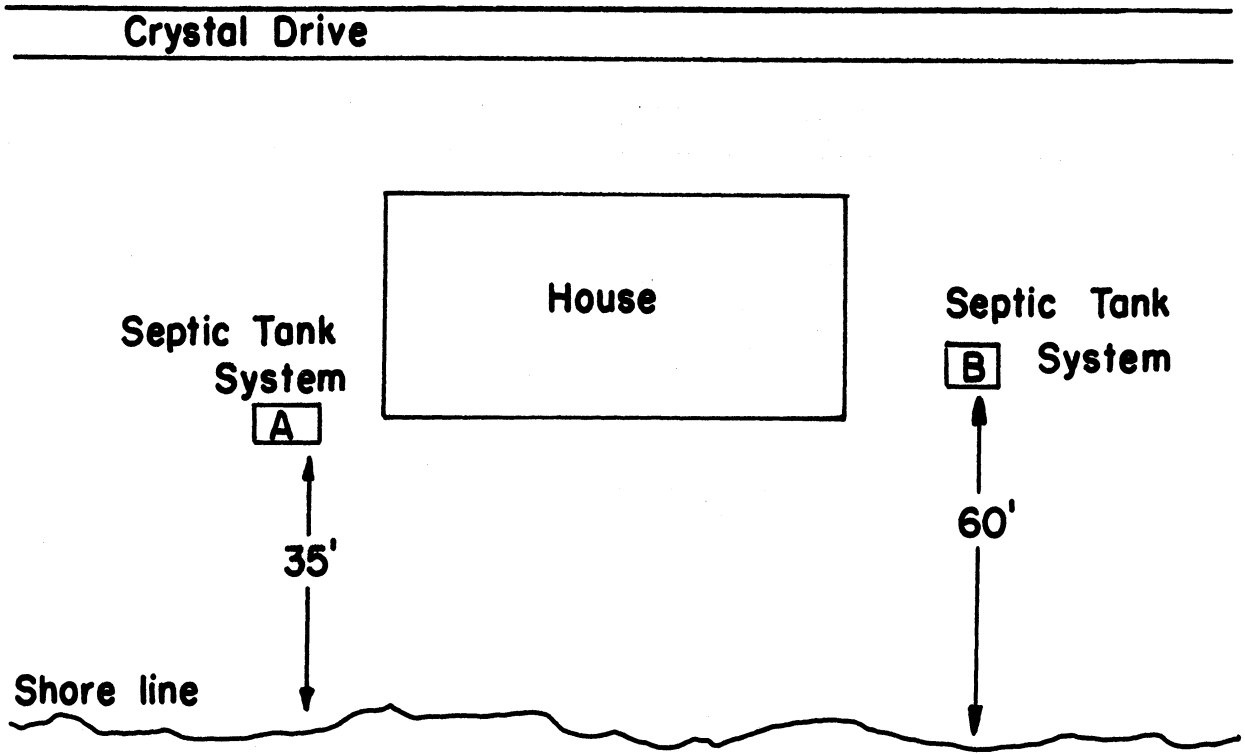 Crystal Drive
House
Septic Tank
System
A
Septic Tank
System
B
35'
60'
Shore line